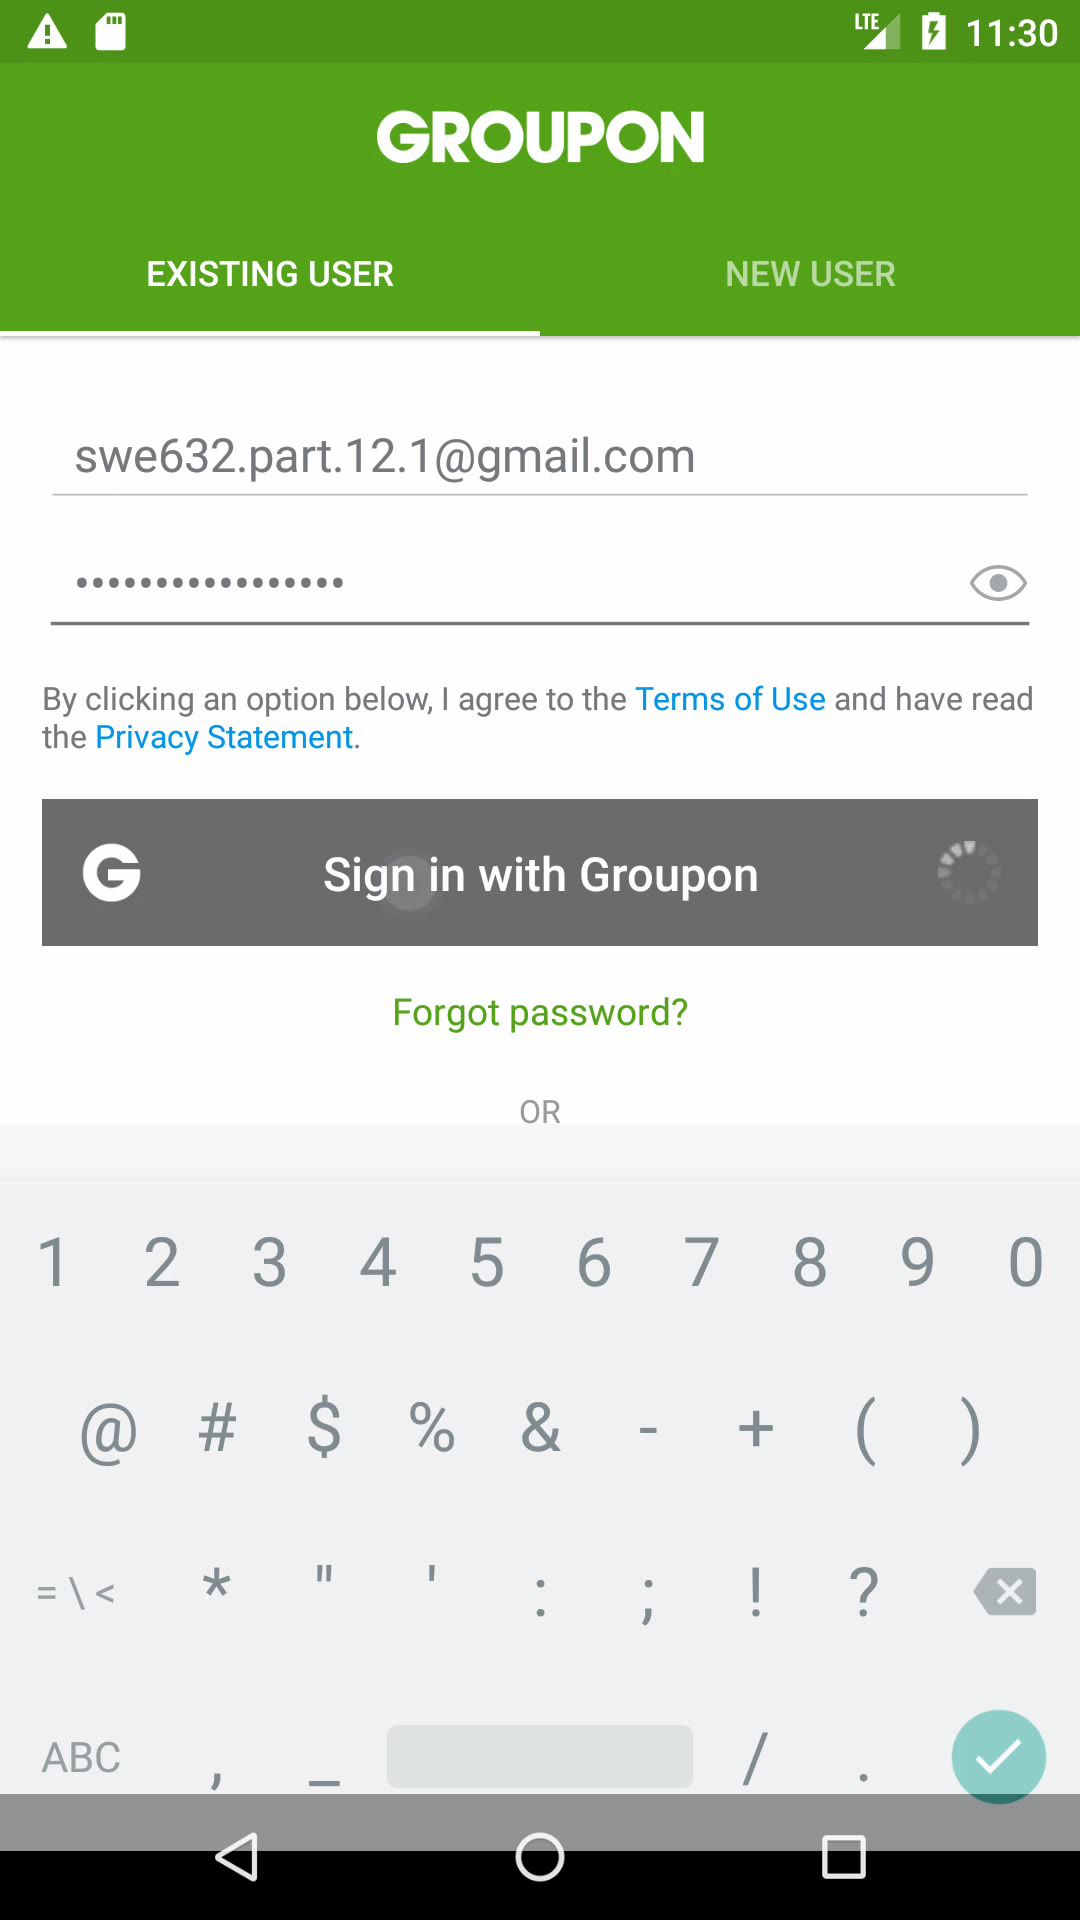 LTE 11:30
GROUPON
EXISTING USER NEW USER
swe632.part.12.1@gmail.com
•••••••••••••••••
By clicking an option below, I agree to the Terms of Use and have read
the Privacy Statement.
G Sign in with Groupon
Forgot password?
OR
1 2 3 4 5 6 7 8 9 0
@ # $ % & - + ( )
= \ < * " ' : ; ! ?
ABC , _ / .